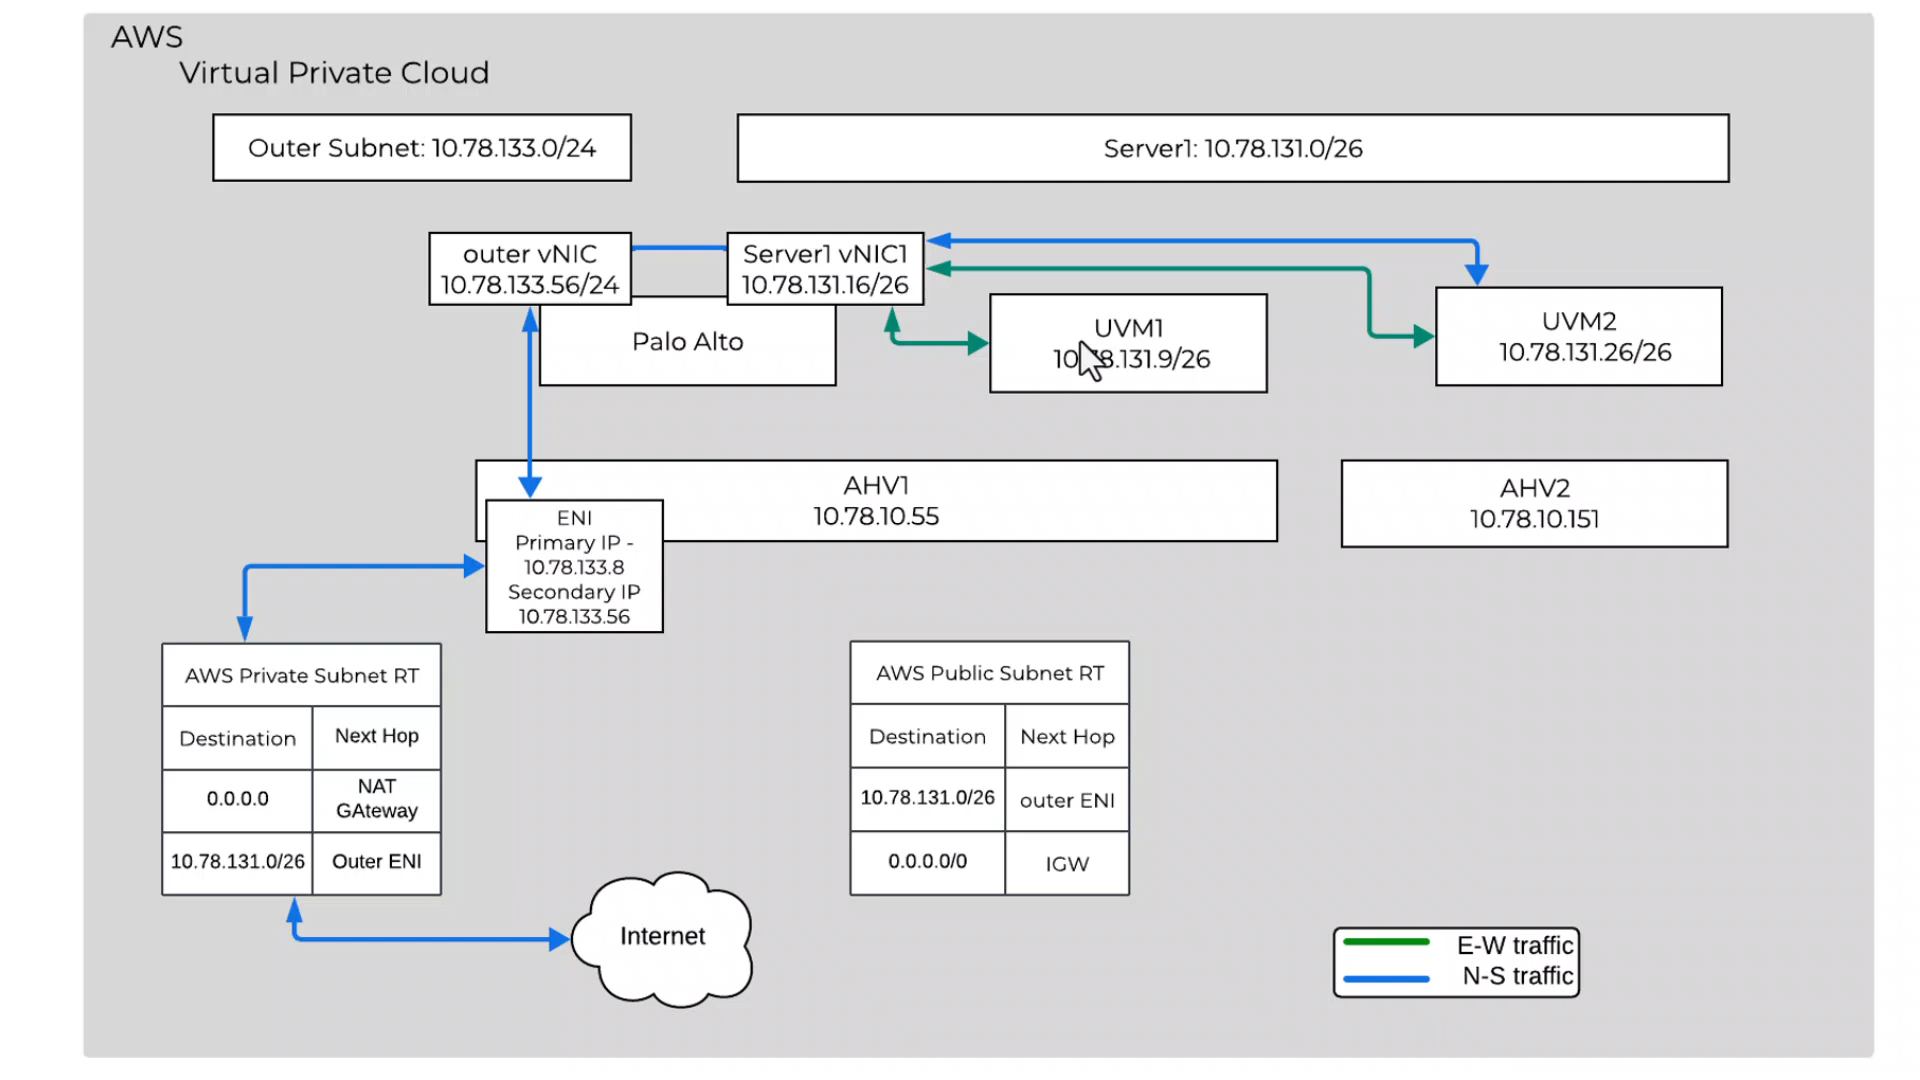 AWS
Virtual Private Cloud
Outer Subnet: 10.78.133.0/24
Server1: 10.78.131.0/26
outer vNIC
10.78.133.56/24
Server1 vNIC1
10.78.131.16/26
Palo Alto
UVM1
10.78.131.9/26
UVM2
10.78.131.26/26
AHV1
10.78.10.55
AHV2
10.78.10.151
ENI
Primary IP -
10.78.133.8
Secondary IP
10.78.133.56
AWS Private Subnet RT
Destination
Next Hop
0.0.0.0
NAT
GAteway
10.78.131.0/26
Outer ENI
AWS Public Subnet RT
Destination
Next Hop
10.78.131.0/26
outer ENI
0.0.0.0/0
IGW
Internet
E-W traffic
N-S traffic